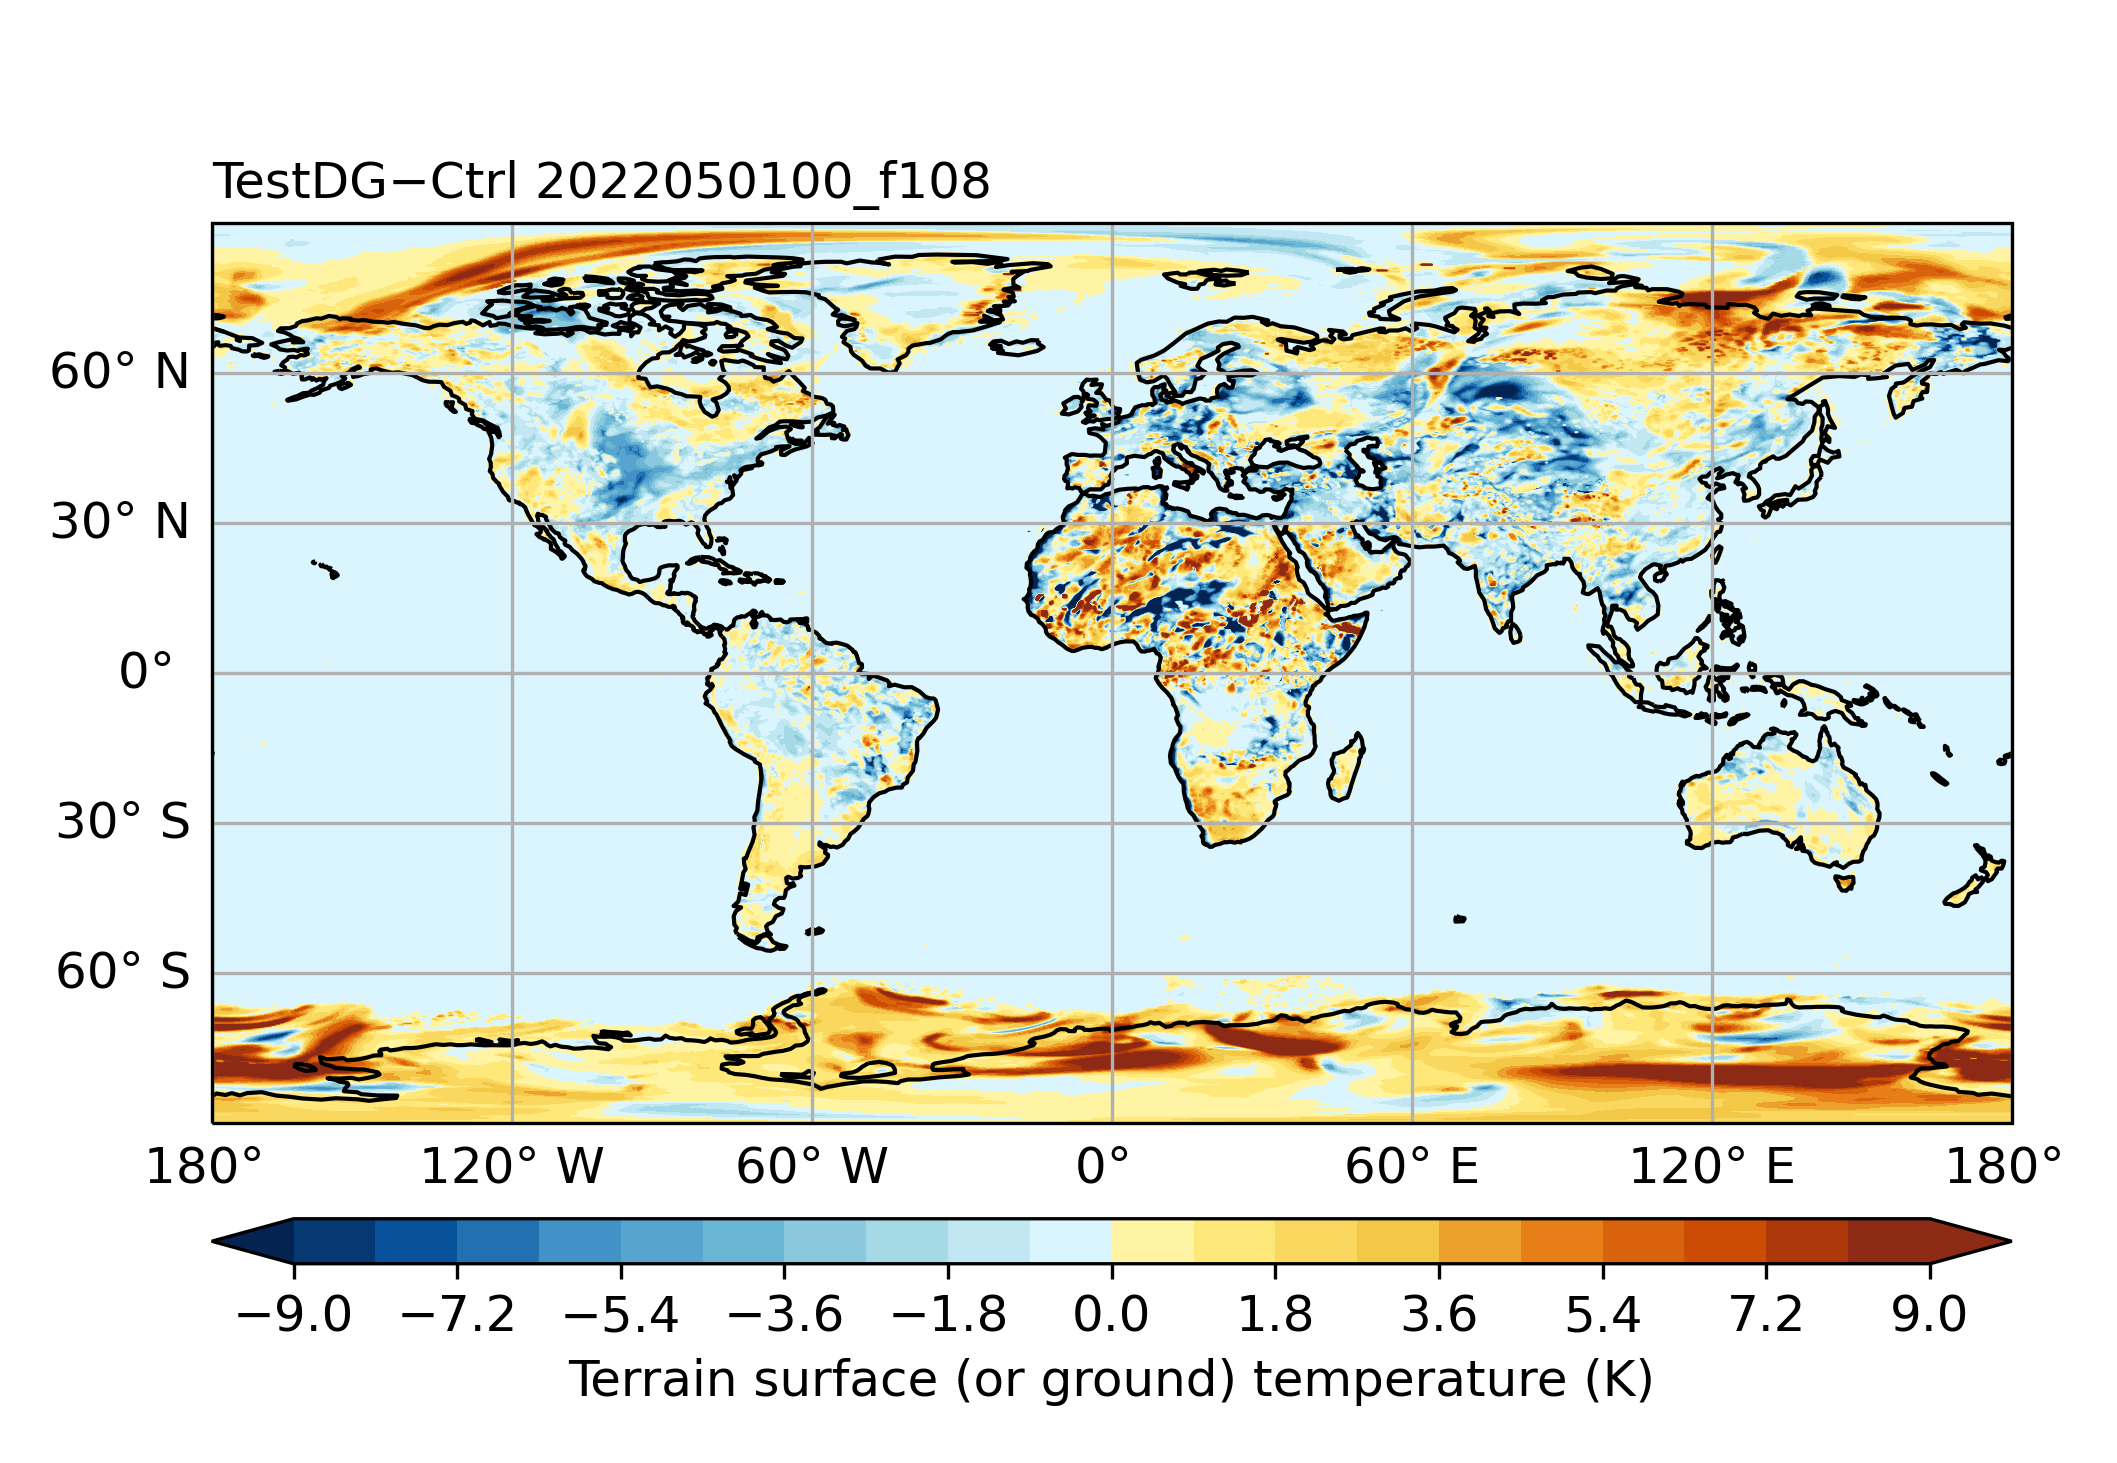 TestDG−Ctrl 2022050100_f108
60° N
30° N
0°
30° S
60° S
180° 120° W 60° W 0° 60° E 120° E 180°
−9.0 −7.2 −5.4 −3.6 −1.8 0.0 1.8 3.6 5.4 7.2 9.0
Terrain surface (or ground) temperature (K)